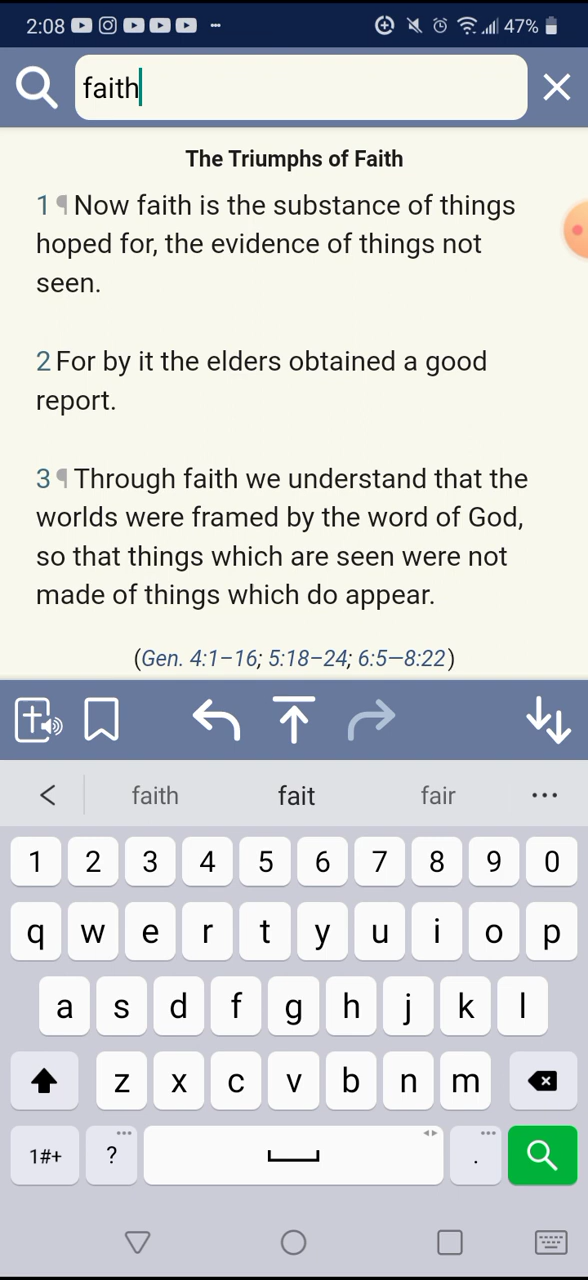 2:08 47%
faith
The Triumphs of Faith
1 ¶ Now faith is the substance of things
hoped for, the evidence of things not
seen.
2 For by it the elders obtained a good
report.
3 ¶ Through faith we understand that the
worlds were framed by the word of God,
so that things which are seen were not
made of things which do appear.
(Gen. 4:1–16; 5:18–24; 6:5—8:22)
faith fait fair ...
1 2 3 4 5 6 7 8 9 0
q w e r t y u i o p
a s d f g h j k l
z x c v b n m
1#+ ? .